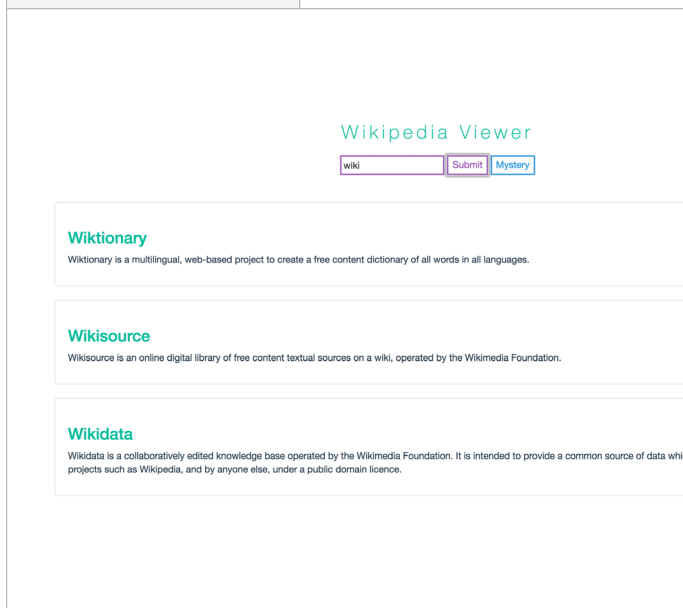 Wikipedia Viewer
wiki Submit Mystery
Wiktionary
Wiktionary is a multilingual, web-based project to create a free content dictionary of all words in all languages.
Wikisource
Wikisource is an online digital library of free content textual sources on a wiki, operated by the Wikimedia Foundation.
Wikidata
Wikidata is a collaboratively edited knowledge base operated by the Wikimedia Foundation. It is intended to provide a common source of data whi
projects such as Wikipedia, and by anyone else, under a public domain licence.